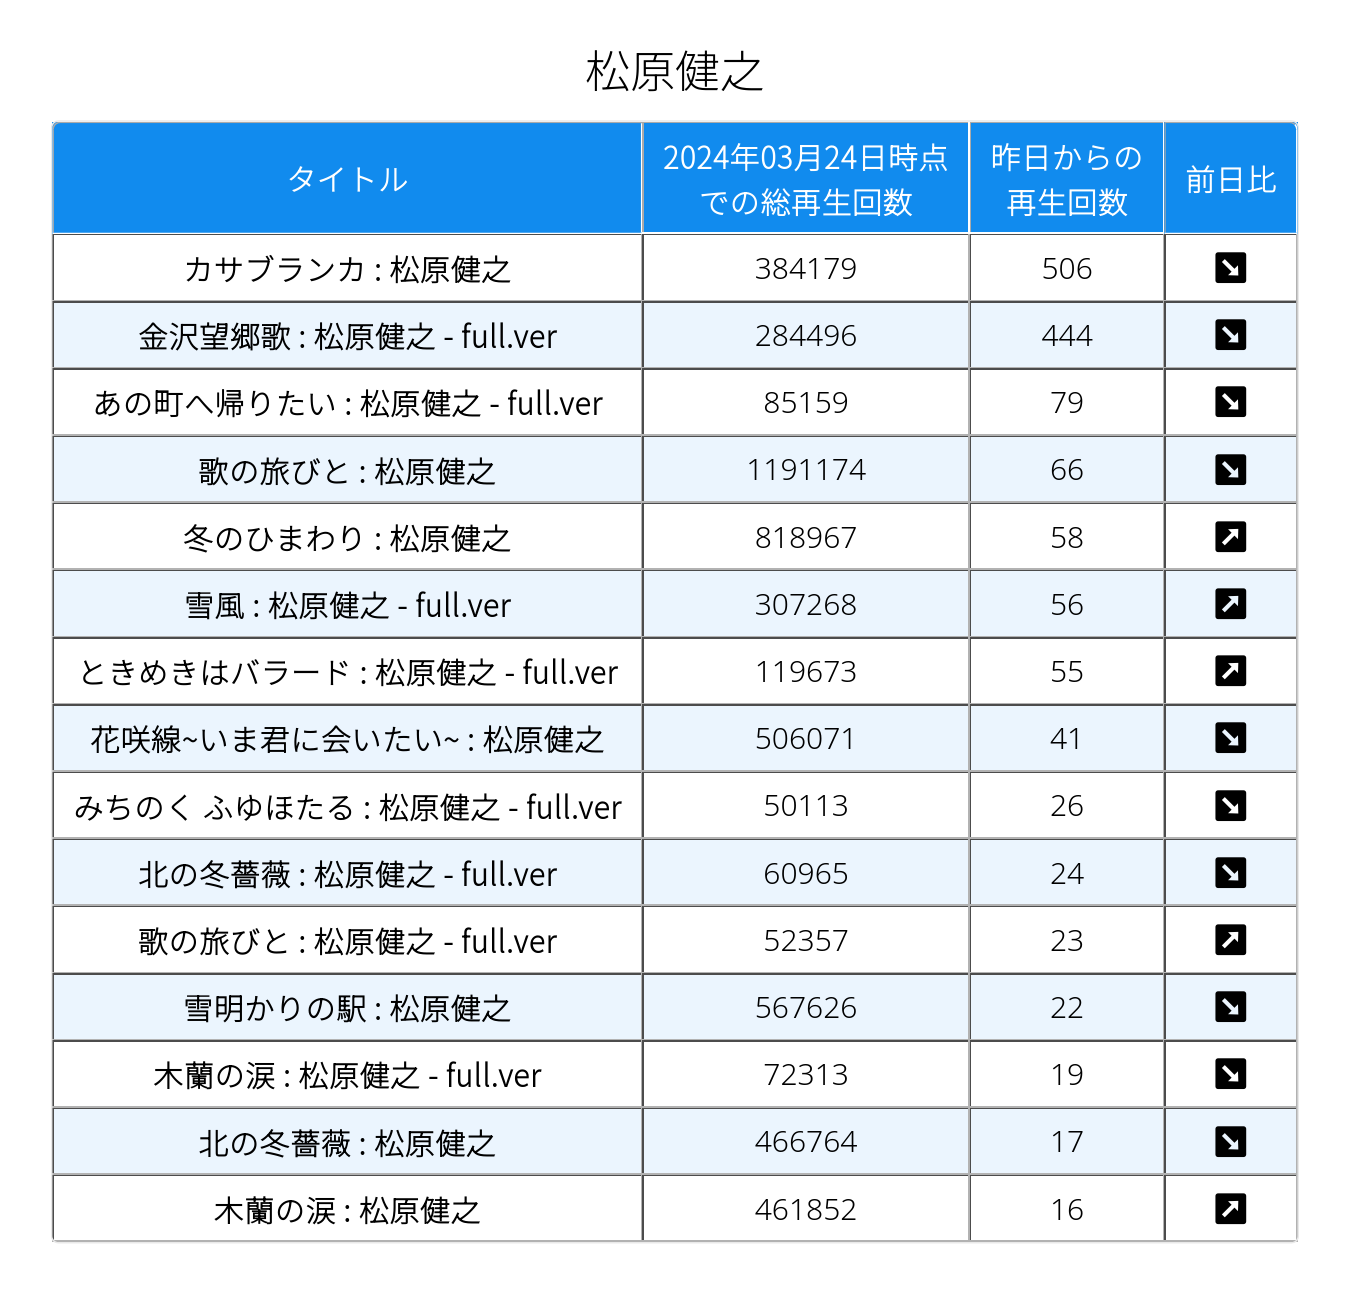 松原健之
タイトル 2024年03月24日時点での総再生回数 昨日からの再生回数 前日比
カサブランカ : 松原健之 384179 506 ↘
金沢望郷歌 : 松原健之 - full.ver 284496 444 ↘
あの町へ帰りたい : 松原健之 - full.ver 85159 79 ↘
歌の旅びと : 松原健之 1191174 66 ↘
冬のひまわり : 松原健之 818967 58 ↗
雪風 : 松原健之 - full.ver 307268 56 ↗
ときめきはバラード : 松原健之 - full.ver 119673 55 ↗
花咲線~いま君に会いたい~ : 松原健之 506071 41 ↘
みちのく ふゆほたる : 松原健之 - full.ver 50113 26 ↘
北の冬薔薇 : 松原健之 - full.ver 60965 24 ↘
歌の旅びと : 松原健之 - full.ver 52357 23 ↗
雪明かりの駅 : 松原健之 567626 22 ↘
木蘭の涙 : 松原健之 - full.ver 72313 19 ↘
北の冬薔薇 : 松原健之 466764 17 ↘
木蘭の涙 : 松原健之 461852 16 ↗